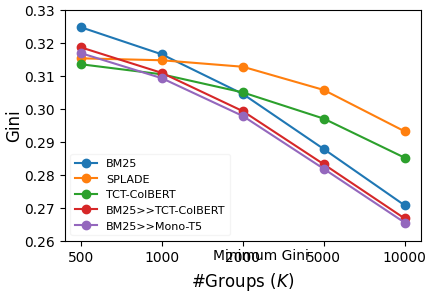 0.33
0.32
0.31
0.30
0.29
0.28
0.27
0.26
Gini
BM25
SPLADE
TCT-ColBERT
BM25>>TCT-ColBERT
BM25>>Mono-T5
500 1000 2000 5000 10000
Minimum Gini
#Groups (K)